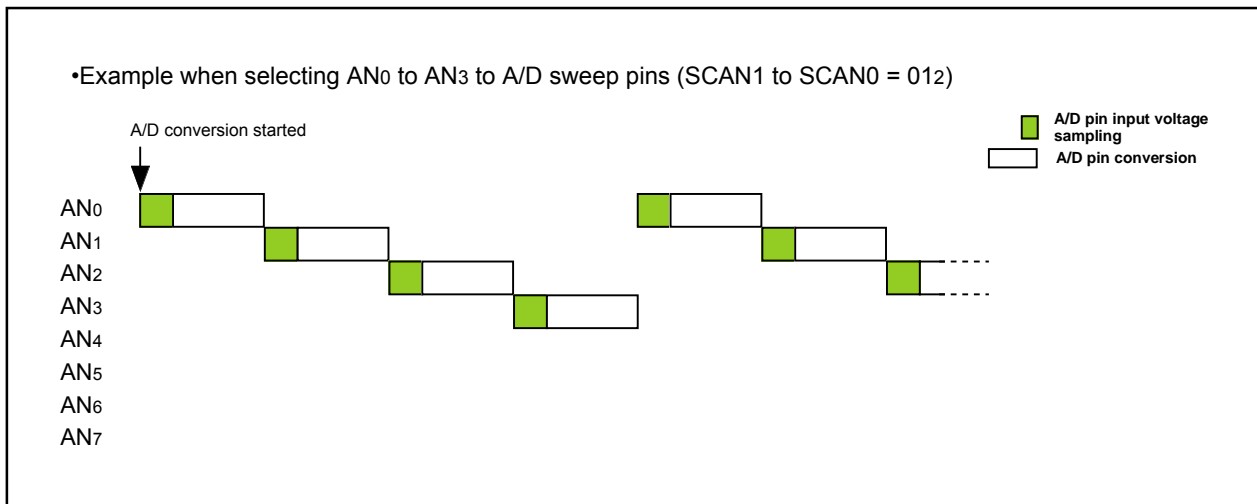 •Example when selecting AN0 to AN3 to A/D sweep pins (SCAN1 to SCAN0 = 012)
A/D conversion started
A/D pin input voltage
sampling
A/D pin conversion
AN0
AN1
AN2
AN3
AN4
AN5
AN6
AN7